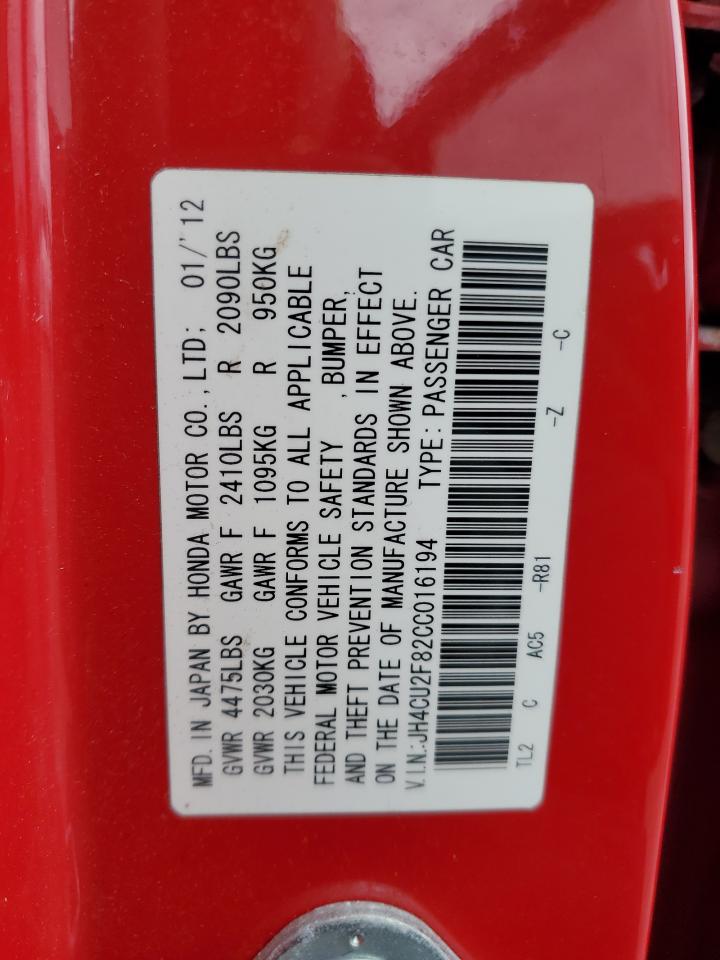 MFD. IN JAPAN BY HONDA MOTOR CO., LTD; 01/'12
GVWR 4475LBS GAWR F 2410LBS R 2090LBS
GVWR 2030KG GAWR F 1095KG R 950KG
THIS VEHICLE CONFORMS TO ALL APPLICABLE
FEDERAL MOTOR VEHICLE SAFETY ,BUMPER,
AND THEFT PREVENTION STANDARDS IN EFFECT
ON THE DATE OF MANUFACTURE SHOWN ABOVE.
V.I.N.:JH4CU2F82CC016194 TYPE:PASSENGER CAR
TL2 C AC5 -R81 -Z -C